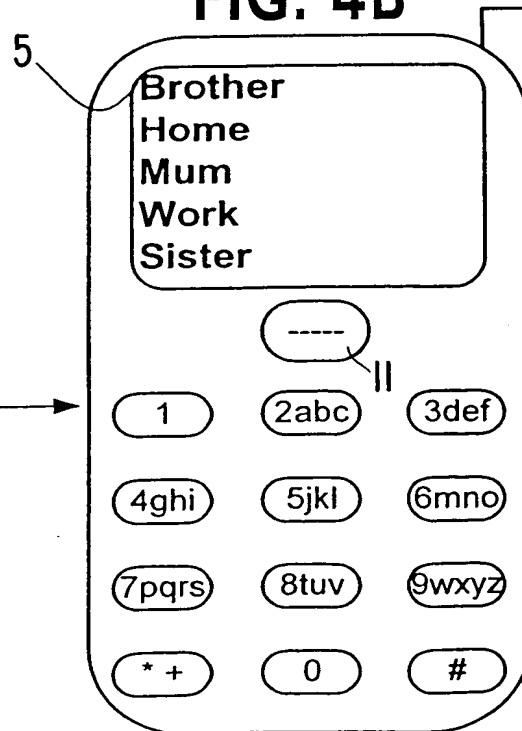 FIG. 4B
5
Brother
Home
Mum
Work
Sister
-----
11
1 2abc 3def
4ghi 5jkl 6mno
7pqrs 8tuv 9wxyz
* + 0 #